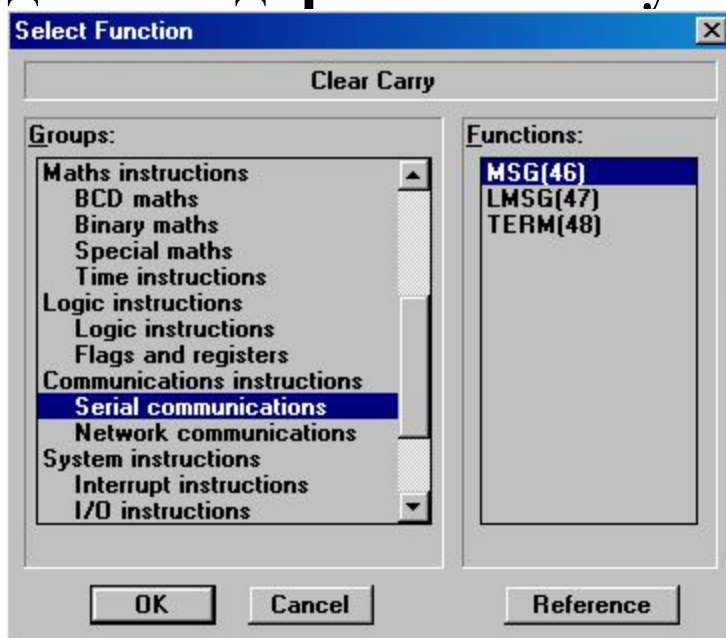 Select Function
Clear Carry
Groups:
Functions:
Maths instructions
BCD maths
Binary maths
Special maths
Time instructions
Logic instructions
Logic instructions
Flags and registers
Communications instructions
Serial communications
Network communications
System instructions
Interrupt instructions
I/O instructions
MSG(46)
LMSG(47)
TERM(48)
OK
Cancel
Reference